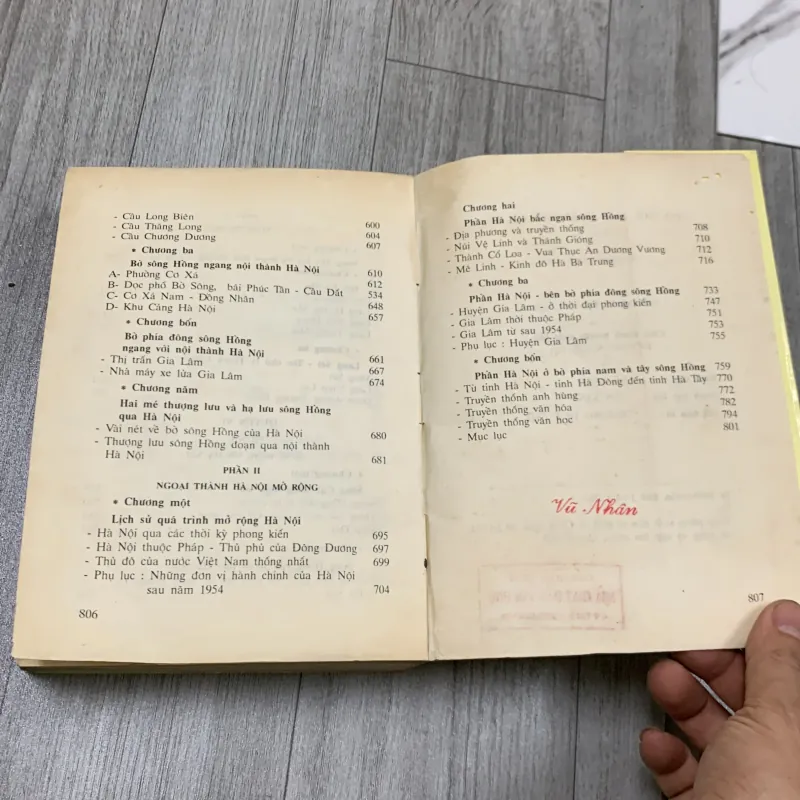 - Cầu Long Biên
- Cầu Thăng Long 600
- Cầu Chương Dương 604
* Chương ba 607
Bờ sông Hồng ngang nội thành Hà Nội
A- Phường Cơ Xá 610
B- Dọc phố Bờ Sông, bãi Phúc Tân - Cầu Đất 612
C- Cơ Xá Nam - Đồng Nhân 534
D- Khu Cảng Hà Nội 648
* Chương bốn 657
Bờ phía đông sông Hồng
ngang với nội thành Hà Nội
- Thị trấn Gia Lâm 661
- Nhà máy xe lửa Gia Lâm 667
* Chương năm 674
Hai mé thượng lưu và hạ lưu sông Hồng
qua Hà Nội
- Vài nét về bờ sông Hồng của Hà Nội 680
- Thượng lưu sông Hồng đoạn qua nội thành
Hà Nội 681
PHẦN II
NGOẠI THÀNH HÀ NỘI MỞ RỘNG
* Chương một
Lịch sử quá trình mở rộng Hà Nội
- Hà Nội qua các thời kỳ phong kiến 695
- Hà Nội thuộc Pháp - Thủ phủ của Đông Dương 697
- Thủ đô của nước Việt Nam thống nhất 699
- Phụ lục : Những đơn vị hành chính của Hà Nội
sau năm 1954 704
806
Chương hai
Phần Hà Nội bắc ngạn sông Hồng
- Địa phương và truyền thống 708
- Núi Vệ Linh và Thánh Gióng 710
- Thành Cổ Loa - Vua Thục An Dương Vương 712
- Mê Linh - Kinh đô Hà Bà Trưng 716
* Chương ba
Phần Hà Nội - bên bờ phía đông sông Hồng 733
- Huyện Gia Lâm - ở thời đại phong kiến 747
- Gia Lâm thời thuộc Pháp 751
- Gia Lâm từ sau 1954 753
- Phụ lục : Huyện Gia Lâm 755
* Chương bốn
Phần Hà Nội ở bờ phía nam và tây sông Hồng 759
- Từ tỉnh Hà Nội - tỉnh Hà Đông đến tỉnh Hà Tây 770
- Truyền thống anh hùng 772
- Truyền thống văn hóa 782
- Truyền thống văn học 794
- Mục lục 801
Vũ Nhân
807